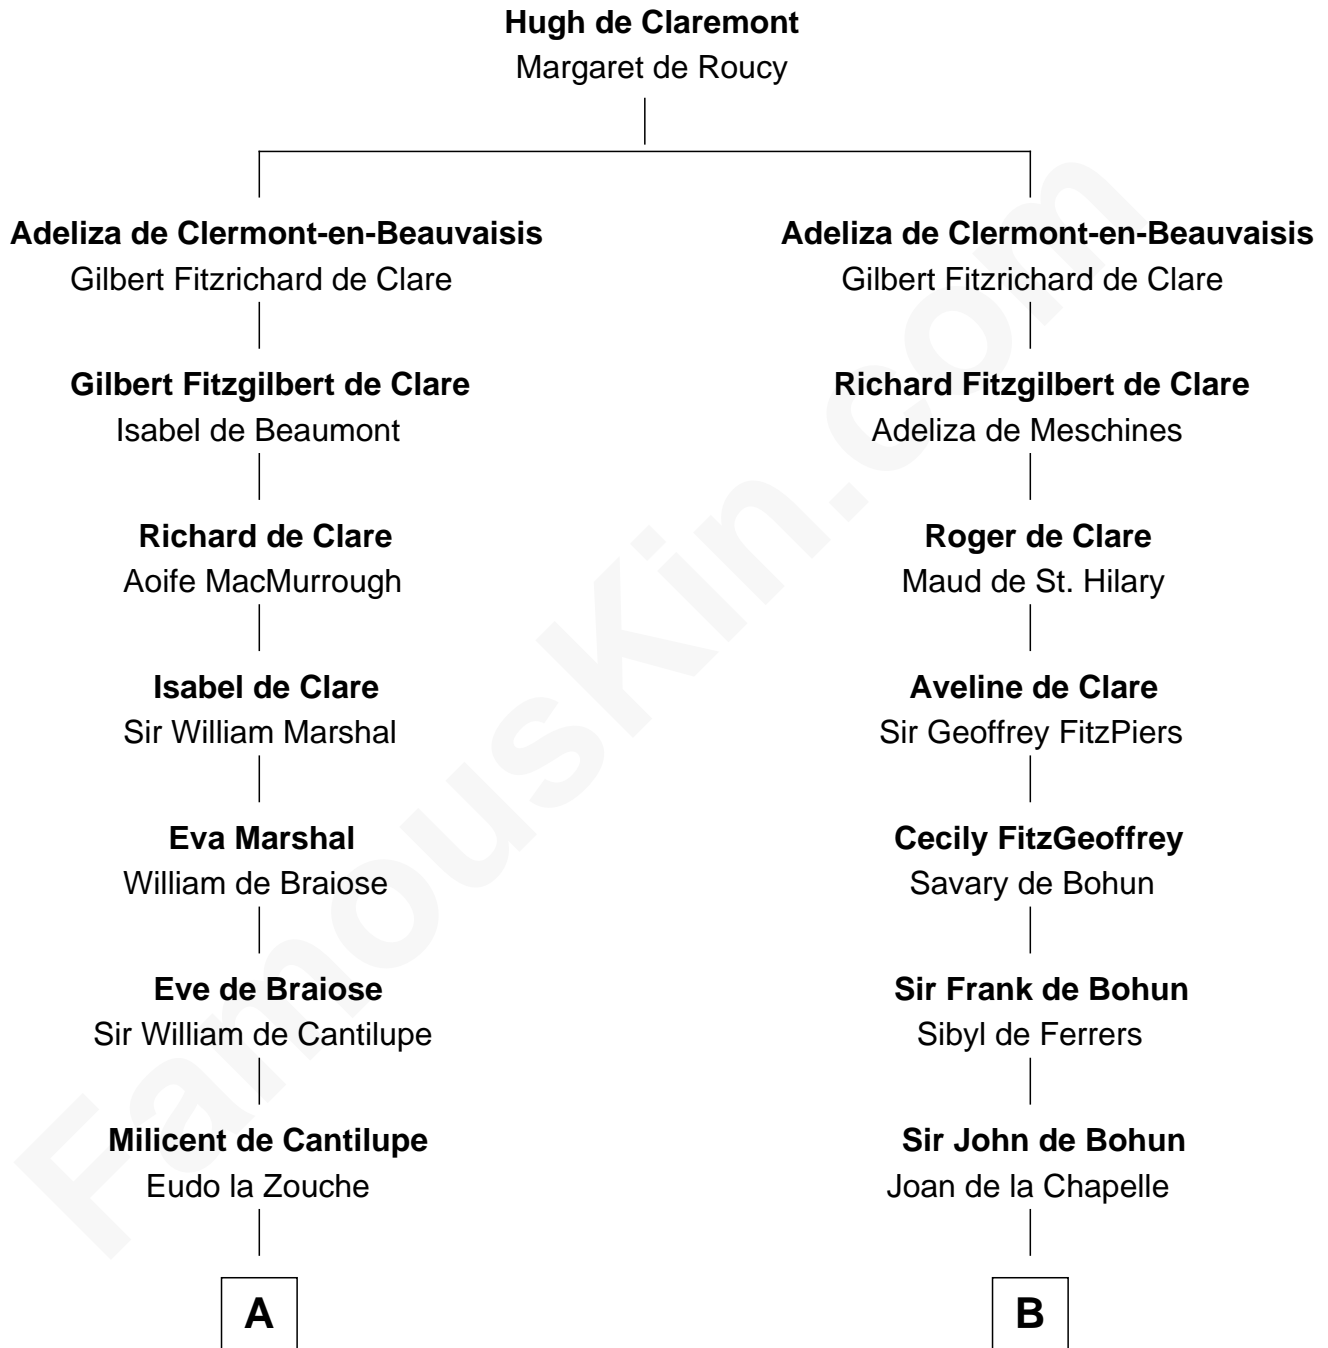 Hugh de Claremont
Margaret de Roucy
Adeliza de Clermont-en-Beauvaisis
Gilbert Fitzrichard de Clare
Gilbert Fitzgilbert de Clare
Isabel de Beaumont
Richard de Clare
Aoife MacMurrough
Isabel de Clare
Sir William Marshal
Eva Marshal
William de Braiose
Eve de Braiose
Sir William de Cantilupe
Milicent de Cantilupe
Eudo la Zouche
A
Adeliza de Clermont-en-Beauvaisis
Gilbert Fitzrichard de Clare
Richard Fitzgilbert de Clare
Adeliza de Meschines
Roger de Clare
Maud de St. Hilary
Aveline de Clare
Sir Geoffrey FitzPiers
Cecily FitzGeoffrey
Savary de Bohun
Sir Frank de Bohun
Sibyl de Ferrers
Sir John de Bohun
Joan de la Chapelle
B
FamousKin.com